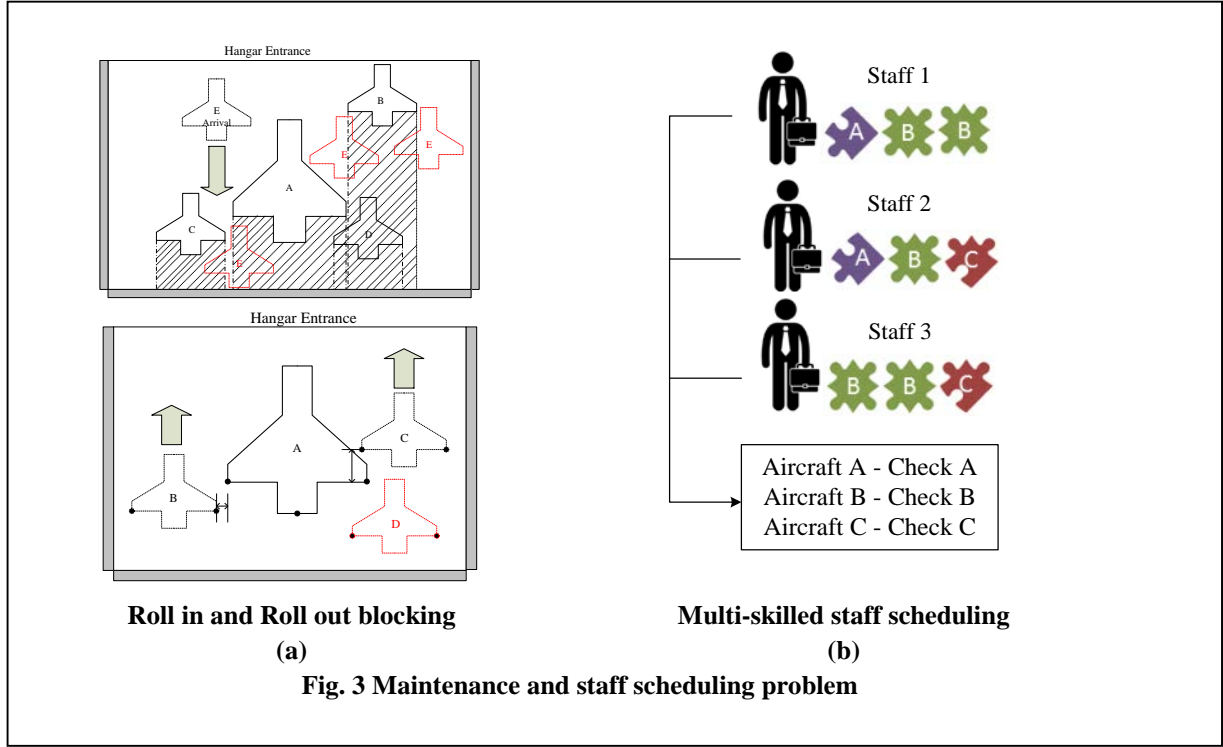 Hangar Entrance
B
E
Arrival
E
E
A
C
D
E
Hangar Entrance
A
C
B
D
Roll in and Roll out blocking
(a)
Staff 1
A B B
Staff 2
A B C
Staff 3
B B C
Aircraft A - Check A
Aircraft B - Check B
Aircraft C - Check C
Multi-skilled staff scheduling
(b)
Fig. 3 Maintenance and staff scheduling problem